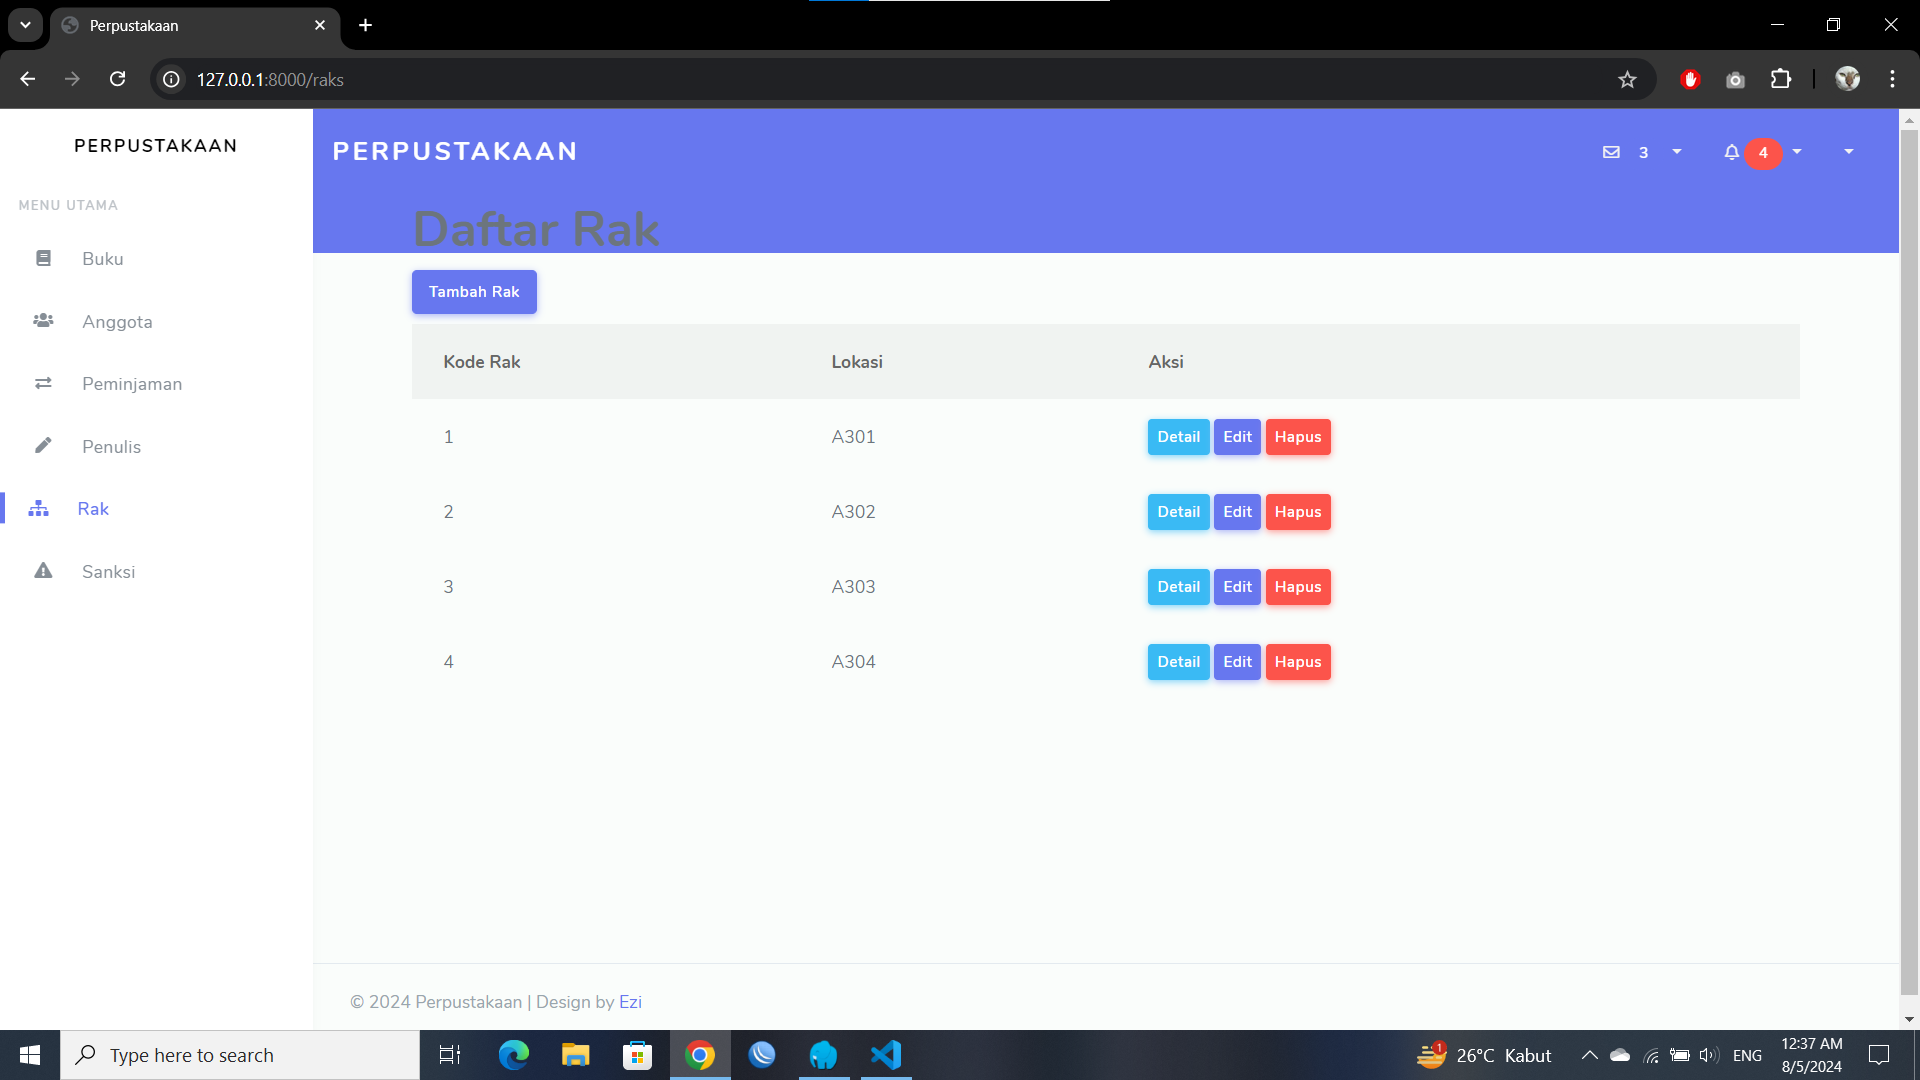 Perpustakaan
127.0.0.1:8000/raks
PERPUSTAKAAN
MENU UTAMA
Buku
Anggota
Peminjaman
Penulis
Rak
Sanksi
PERPUSTAKAAN
3
4
Daftar Rak
Tambah Rak
Kode Rak Lokasi Aksi
1 A301 Detail Edit Hapus
2 A302 Detail Edit Hapus
3 A303 Detail Edit Hapus
4 A304 Detail Edit Hapus
© 2024 Perpustakaan | Design by Ezi
Type here to search
1
26°C Kabut
ENG
12:37 AM
8/5/2024